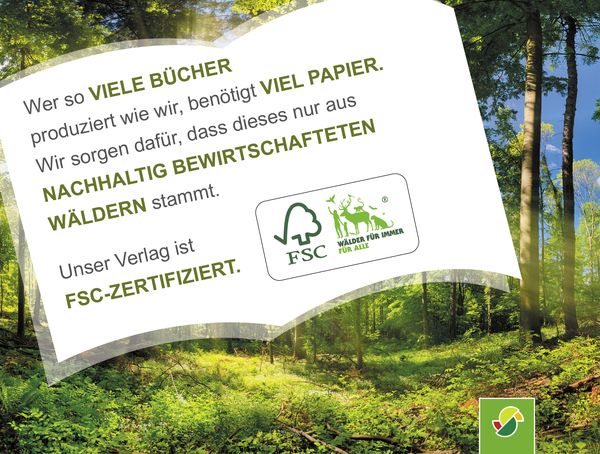 Wer so VIELE BÜCHER
produziert wie wir, benötigt VIEL PAPIER.
Wir sorgen dafür, dass dieses nur aus
NACHHALTIG BEWIRTSCHAFTETEN
WÄLDERN stammt.
Unser Verlag ist
FSC-ZERTIFIZIERT.
FSC
®
WÄLDER FÜR IMMER
FÜR ALLE